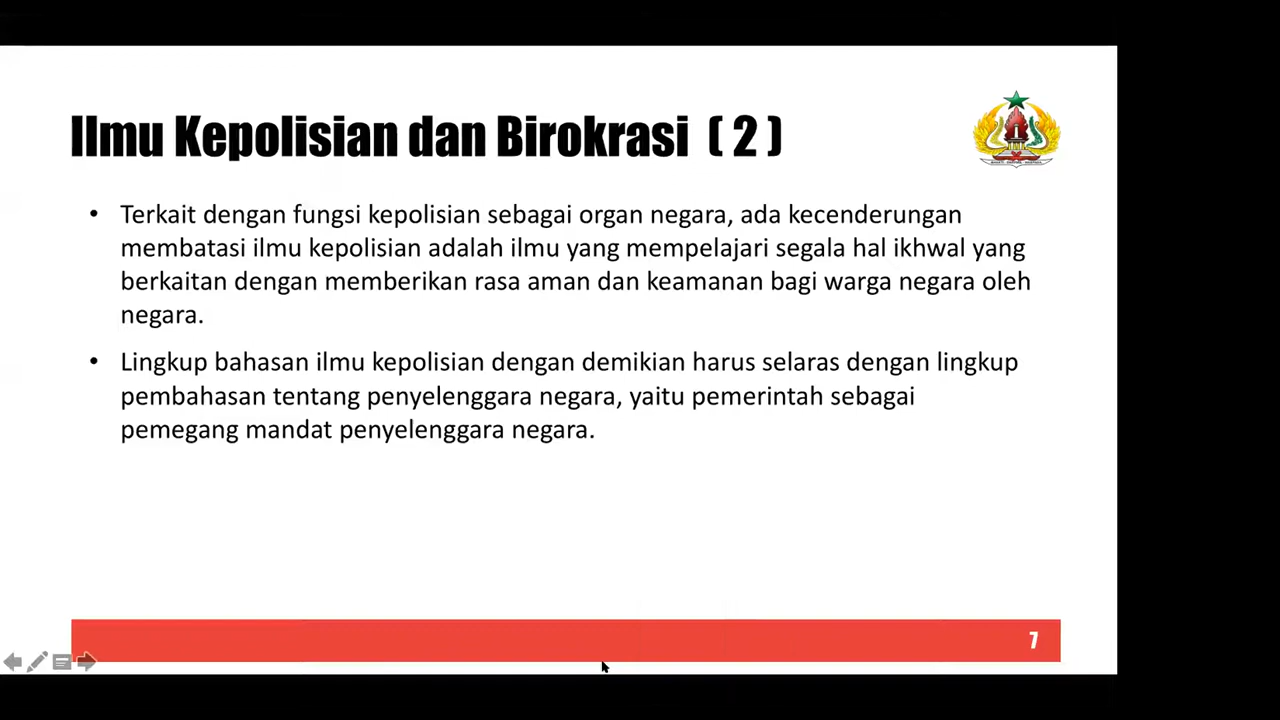 Ilmu Kepolisian dan Birokrasi ( 2 )
• Terkait dengan fungsi kepolisian sebagai organ negara, ada kecenderungan
membatasi ilmu kepolisian adalah ilmu yang mempelajari segala hal ikhwal yang
berkaitan dengan memberikan rasa aman dan keamanan bagi warga negara oleh
negara.
• Lingkup bahasan ilmu kepolisian dengan demikian harus selaras dengan lingkup
pembahasan tentang penyelenggara negara, yaitu pemerintah sebagai
pemegang mandat penyelenggara negara.
7